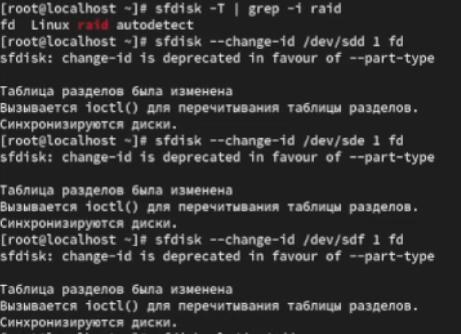 [root@localhost ~]# sfdisk -T | grep -i raid
fd  Linux raid autodetect
[root@localhost ~]# sfdisk --change-id /dev/sdd 1 fd
sfdisk: change-id is deprecated in favour of --part-type

Таблица разделов была изменена
Вызывается ioctl() для перечитывания таблицы разделов.
Синхронизируются диски.
[root@localhost ~]# sfdisk --change-id /dev/sde 1 fd
sfdisk: change-id is deprecated in favour of --part-type

Таблица разделов была изменена
Вызывается ioctl() для перечитывания таблицы разделов.
Синхронизируются диски.
[root@localhost ~]# sfdisk --change-id /dev/sdf 1 fd
sfdisk: change-id is deprecated in favour of --part-type

Таблица разделов была изменена
Вызывается ioctl() для перечитывания таблицы разделов.
Синхронизируются диски.